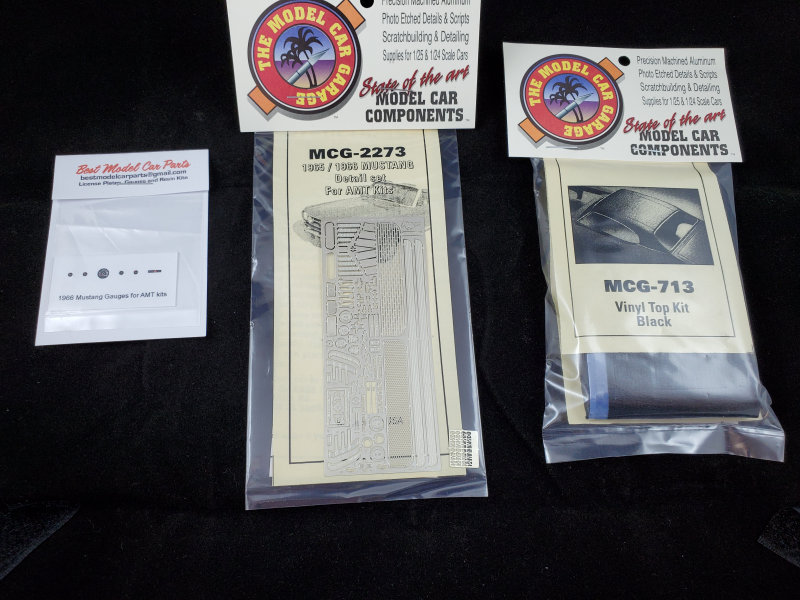 Best Model Car Parts
bestmodelcarparts@gmail.com
License Plates, Gauges and Resin Kits
1966 Mustang Gauges for AMT kits
THE MODEL CAR GARAGE
Precision Machined Aluminum
Photo Etched Details & Scripts
Scratchbuilding & Detailing
Supplies for 1/25 & 1/24 Scale Cars
State of the art
MODEL CAR
COMPONENTS™
MCG-2273
1965 / 1966 MUSTANG
Detail set
For AMT Kits
USA
THE MODEL CAR GARAGE
Precision Machined Aluminum
Photo Etched Details & Scripts
Scratchbuilding & Detailing
Supplies for 1/25 & 1/24 Scale Cars
State of the art
MODEL CAR
COMPONENTS™
MCG-713
Vinyl Top Kit
Black